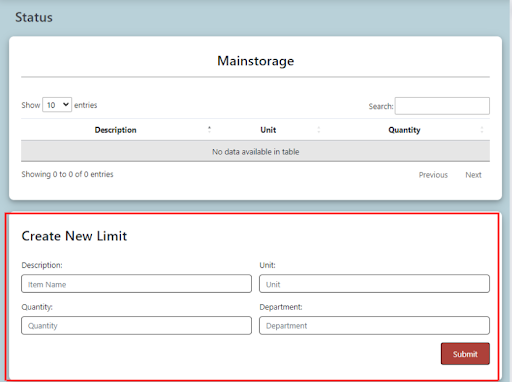 Status
Mainstorage
Show 10 entries Search:
Description Unit Quantity
No data available in table
Showing 0 to 0 of 0 entries Previous Next
Create New Limit
Description: Unit:
Item Name Unit
Quantity: Department:
Quantity Department
Submit